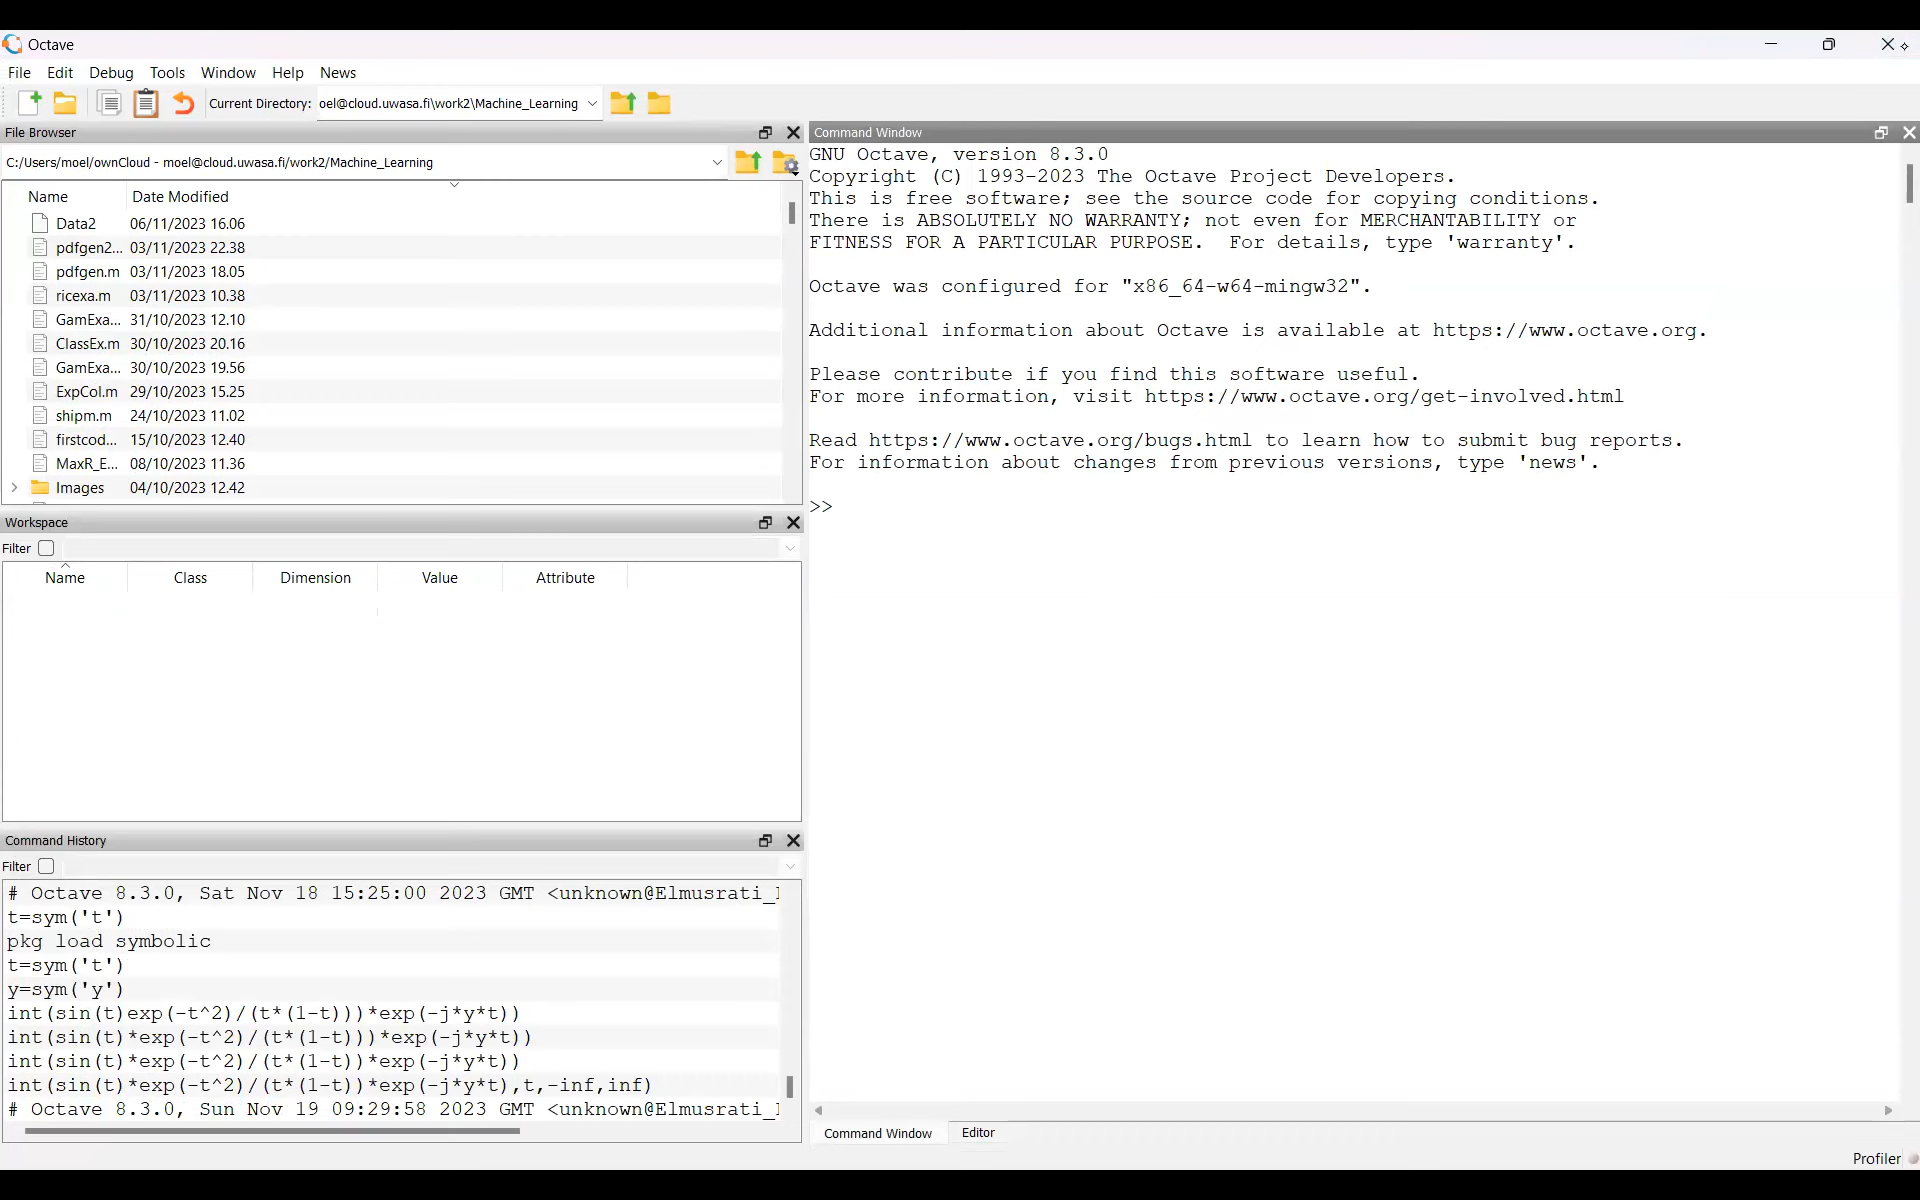 Octave
File Edit Debug Tools Window Help News
Current Directory: oel@cloud.uwasa.fi\work2\Machine_Learning
File Browser
C:/Users/moel/ownCloud - moel@cloud.uwasa.fi/work2/Machine_Learning
Name Date Modified
Data2 06/11/2023 16.06
pdfgen2... 03/11/2023 22.38
pdfgen.m 03/11/2023 18.05
ricexa.m 03/11/2023 10.38
GamExa... 31/10/2023 12.10
ClassEx.m 30/10/2023 20.16
GamExa... 30/10/2023 19.56
ExpCol.m 29/10/2023 15.25
shipm.m 24/10/2023 11.02
firstcod... 15/10/2023 12.40
MaxR_E... 08/10/2023 11.36
Images 04/10/2023 12.42
Workspace
Filter
Name Class Dimension Value Attribute
Command History
Filter
# Octave 8.3.0, Sat Nov 18 15:25:00 2023 GMT <unknown@Elmusrati_
t=sym('t')
pkg load symbolic
t=sym('t')
y=sym('y')
int(sin(t)exp(-t^2)/(t*(1-t)))*exp(-j*y*t))
int(sin(t)*exp(-t^2)/(t*(1-t)))*exp(-j*y*t))
int(sin(t)*exp(-t^2)/(t*(1-t))*exp(-j*y*t))
int(sin(t)*exp(-t^2)/(t*(1-t))*exp(-j*y*t),t,-inf,inf)
# Octave 8.3.0, Sun Nov 19 09:29:58 2023 GMT <unknown@Elmusrati_
Command Window
GNU Octave, version 8.3.0
Copyright (C) 1993-2023 The Octave Project Developers.
This is free software; see the source code for copying conditions.
There is ABSOLUTELY NO WARRANTY; not even for MERCHANTABILITY or
FITNESS FOR A PARTICULAR PURPOSE.  For details, type 'warranty'.
Octave was configured for "x86_64-w64-mingw32".
Additional information about Octave is available at https://www.octave.org.
Please contribute if you find this software useful.
For more information, visit https://www.octave.org/get-involved.html
Read https://www.octave.org/bugs.html to learn how to submit bug reports.
For information about changes from previous versions, type 'news'.
>>
Command Window Editor
Profiler